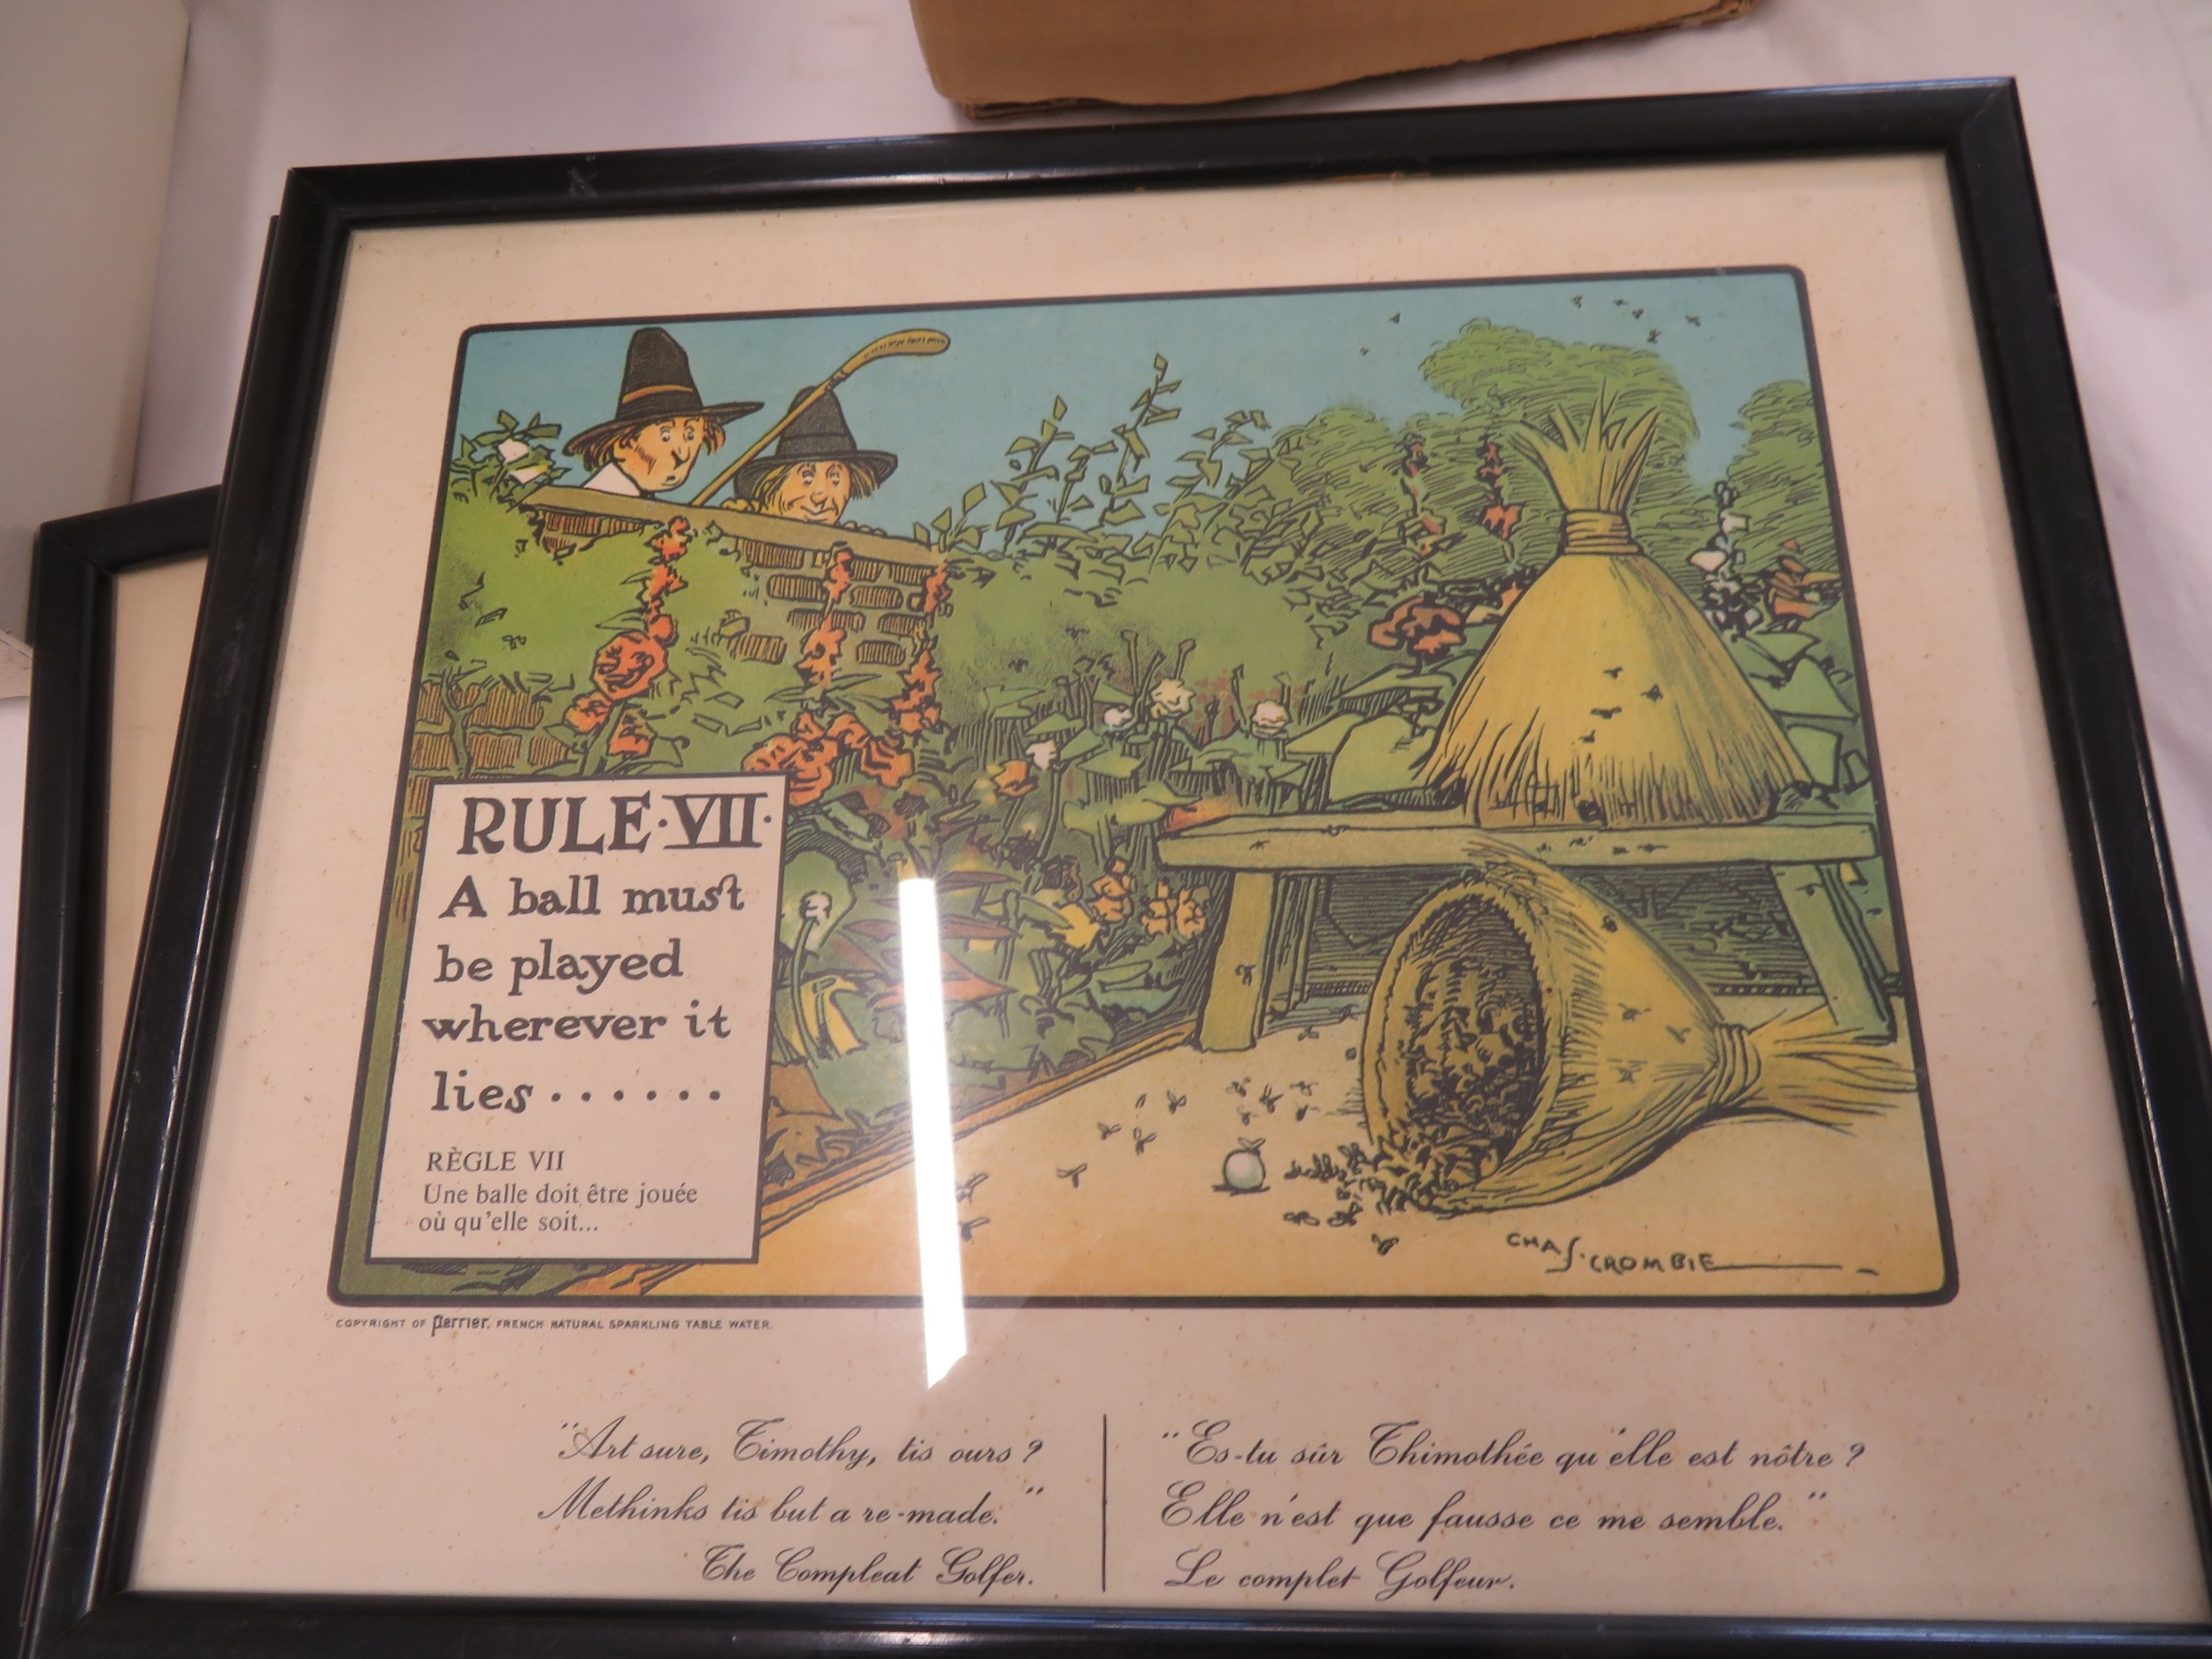 RULE·VII·
A ball must
be played
wherever it
lies······
RÈGLE VII
Une balle doit être jouée
où qu'elle soit...
CHAS·CROMBIE
COPYRIGHT OF Perrier, FRENCH NATURAL SPARKLING TABLE WATER.
"Art sure, Timothy, tis ours?
Methinks tis but a re-made."
The Compleat Golfer.
"Es-tu sûr Thimothée qu'elle est nôtre?
Elle n'est que fausse ce me semble."
Le complet Golfeur.